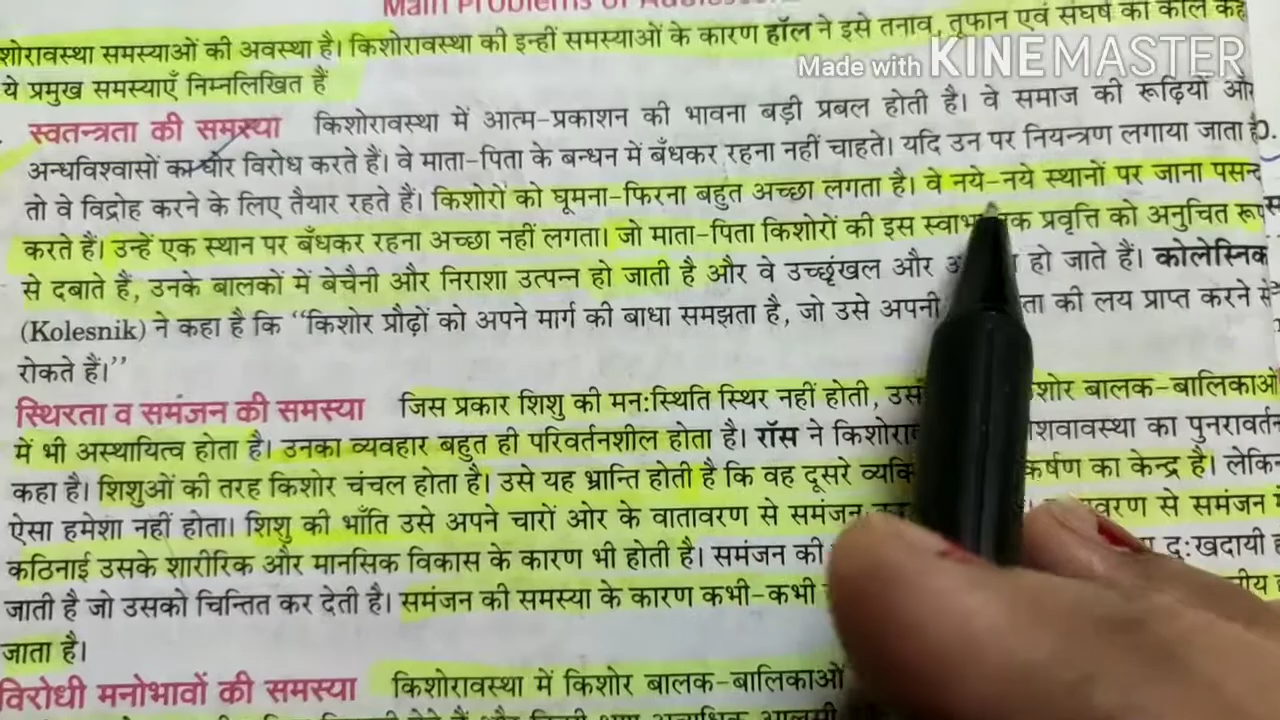 Main Problems of
शोरावस्था समस्याओं की अवस्था है। किशोरावस्था की इन्हीं समस्याओं के कारण हॉल ने इसे तनाव, तूफान एवं संघर्ष का काल कह
Made with KINEMASTER
ये प्रमुख समस्याएँ निम्नलिखित हैं
स्वतन्त्रता की समस्या किशोरावस्था में आत्म-प्रकाशन की भावना बड़ी प्रबल होती है। वे समाज की रूढ़ियों और
अन्धविश्वासों का घोर विरोध करते हैं। वे माता-पिता के बन्धन में बँधकर रहना नहीं चाहते। यदि उन पर नियन्त्रण लगाया जाता है
तो वे विद्रोह करने के लिए तैयार रहते हैं। किशोरों को घूमना-फिरना बहुत अच्छा लगता है। वे नये-नये स्थानों पर जाना पसन्द
करते हैं। उन्हें एक स्थान पर बँधकर रहना अच्छा नहीं लगता। जो माता-पिता किशोरों की इस प्रवृत्ति को अनुचित रूप
से दबाते हैं, उनके बालकों में बेचैनी और निराशा उत्पन्न हो जाती है और वे उच्छृंखल और हो जाते हैं। कोलेस्निक
(Kolesnik) ने कहा है कि “किशोर प्रौढ़ों को अपने मार्ग की बाधा समझता है, जो उसे अपनी की लय प्राप्त करने से
रोकते हैं।”
स्थिरता व समंजन की समस्या जिस प्रकार शिशु की मन:स्थिति स्थिर नहीं होती, बालक-बालिकाओं
में भी अस्थायित्व होता है। उनका व्यवहार बहुत ही परिवर्तनशील होता है। रॉस ने का पुनरावर्तन
कहा है। शिशुओं की तरह किशोर चंचल होता है। उसे यह भ्रान्ति होती है कि वह दूसरे का केन्द्र है। लेकिन
ऐसा हमेशा नहीं होता। शिशु की भाँति उसे अपने चारों ओर के वातावरण से समंजन से समंजन
कठिनाई उसके शारीरिक और मानसिक विकास के कारण भी होती है। समंजन की दु:खदायी
जाती है जो उसको चिन्तित कर देती है। समंजन की समस्या के कारण कभी-कभी
जाता है।
विरोधी मनोभावों की समस्या किशोरावस्था में किशोर बालक-बालिकाओं